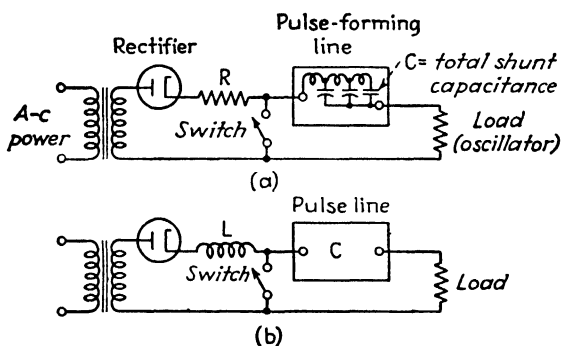 Pulse-forming
line
Rectifier
C= total shunt
capacitance
R
A-c
power
Switch
Load
(oscillator)
(a)
Pulse line
L
C
Switch
Load
(b)